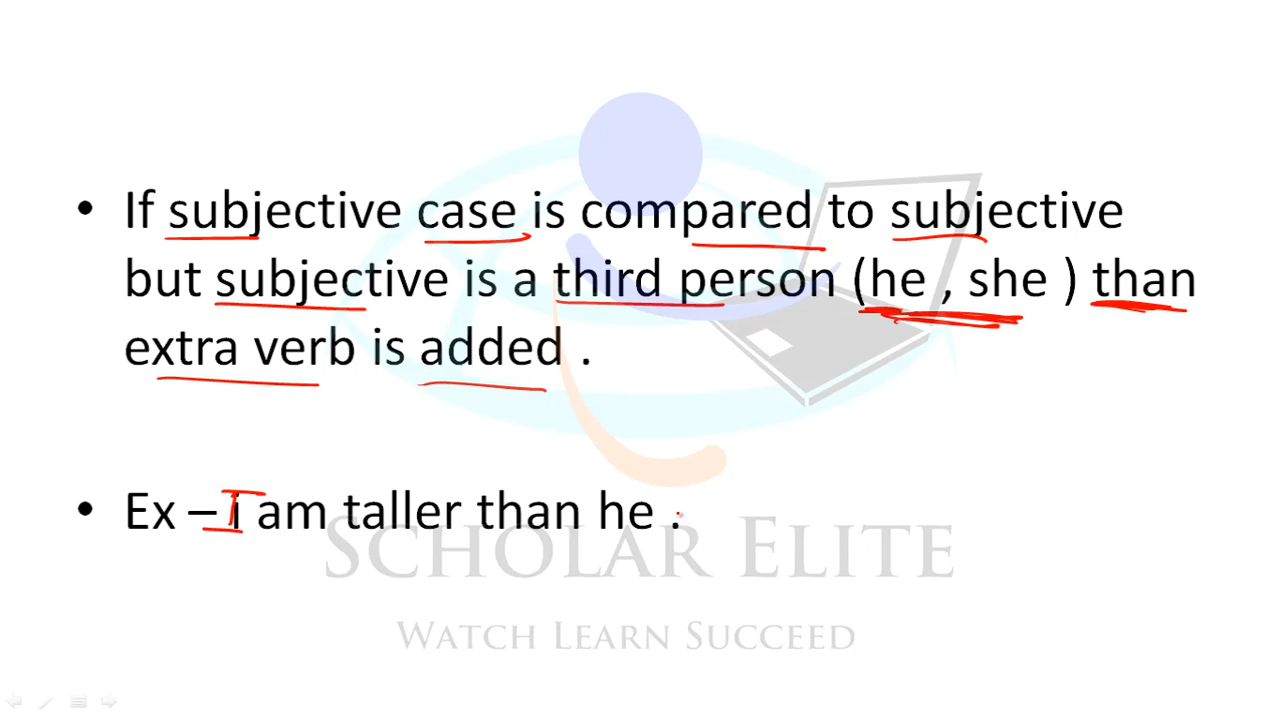 • If subjective case is compared to subjective
but subjective is a third person (he , she ) than
extra verb is added .
• Ex – i am taller than he .
SCHOLAR ELITE
WATCH LEARN SUCCEED